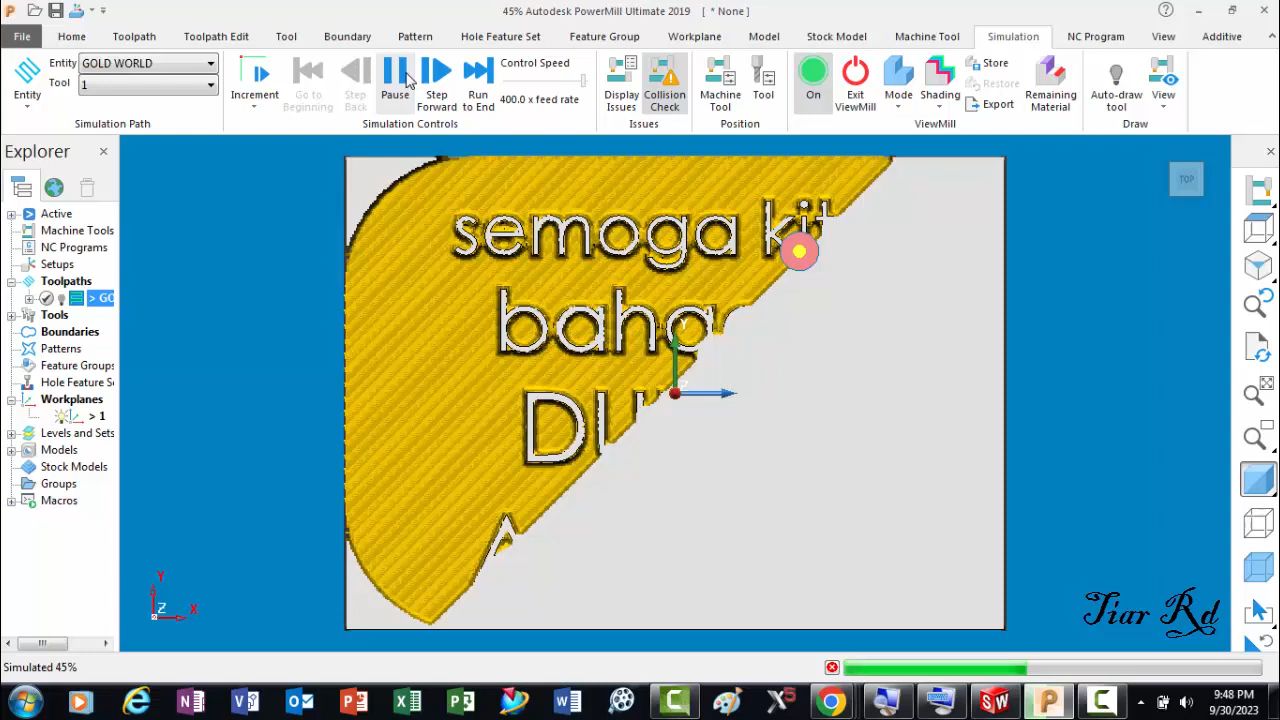 45% Autodesk PowerMill Ultimate 2019 [ * None ]
File Home Toolpath Toolpath Edit Tool Boundary Pattern Hole Feature Set Feature Group Workplane Model Stock Model Machine Tool Simulation NC Program View Additive
Entity
Entity GOLD WORLD
Tool 1
Simulation Path
Increment
Go to Beginning
Step Back
Pause
Step Forward
Run to End
Control Speed
400.0 x feed rate
Simulation Controls
Display Issues
Collision Check
Issues
Machine Tool
Tool
Position
On
Exit ViewMill
Mode
Shading
Store
Restore
Export
Remaining Material
ViewMill
Auto-draw tool
View
Draw
Explorer
Active
Machine Tools
NC Programs
Setups
Toolpaths
> GO
Tools
Boundaries
Patterns
Feature Groups
Hole Feature Se
Workplanes
> 1
Levels and Sets
Models
Stock Models
Groups
Macros
TOP
semoga kit
baha
DU
A
Y
Z
X
Tiar Rd
Simulated 45%
9:48 PM
9/30/2023